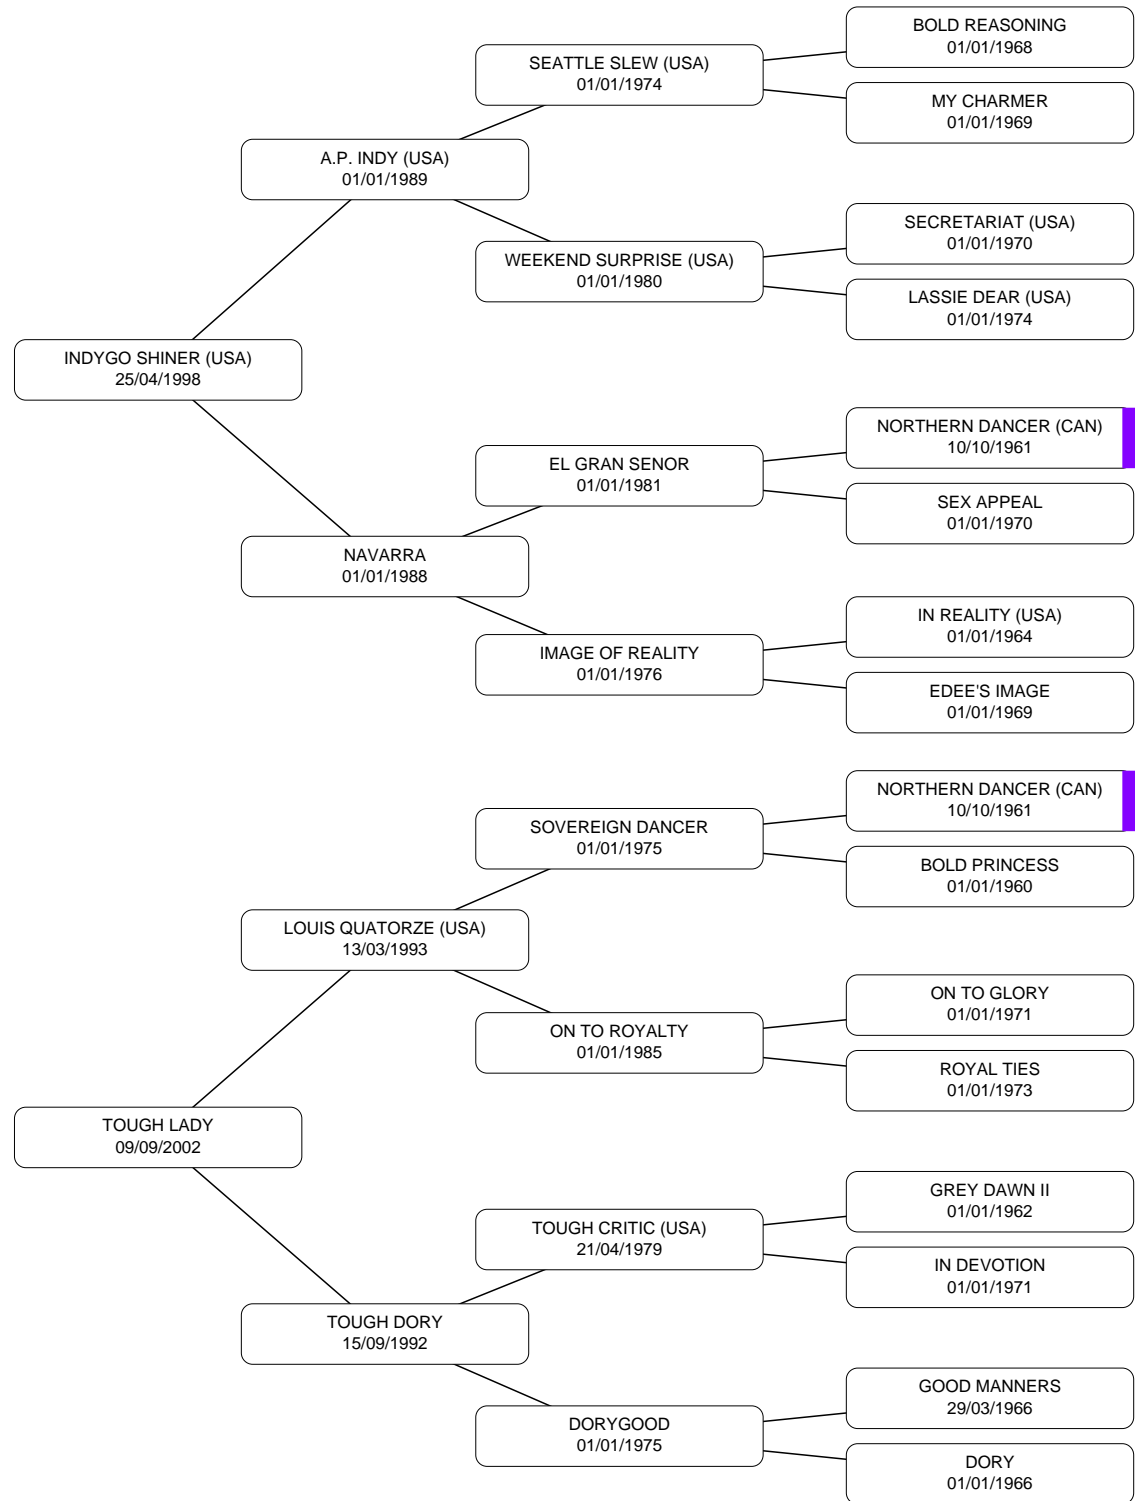 BOLD REASONING
01/01/1968
SEATTLE SLEW (USA)
01/01/1974
MY CHARMER
01/01/1969
A.P. INDY (USA)
01/01/1989
SECRETARIAT (USA)
01/01/1970
WEEKEND SURPRISE (USA)
01/01/1980
LASSIE DEAR (USA)
01/01/1974
INDYGO SHINER (USA)
25/04/1998
NORTHERN DANCER (CAN)
10/10/1961
EL GRAN SENOR
01/01/1981
SEX APPEAL
01/01/1970
NAVARRA
01/01/1988
IN REALITY (USA)
01/01/1964
IMAGE OF REALITY
01/01/1976
EDEE'S IMAGE
01/01/1969
NORTHERN DANCER (CAN)
10/10/1961
SOVEREIGN DANCER
01/01/1975
BOLD PRINCESS
01/01/1960
LOUIS QUATORZE (USA)
13/03/1993
ON TO GLORY
01/01/1971
ON TO ROYALTY
01/01/1985
ROYAL TIES
01/01/1973
TOUGH LADY
09/09/2002
GREY DAWN II
01/01/1962
TOUGH CRITIC (USA)
21/04/1979
IN DEVOTION
01/01/1971
TOUGH DORY
15/09/1992
GOOD MANNERS
29/03/1966
DORYGOOD
01/01/1975
DORY
01/01/1966